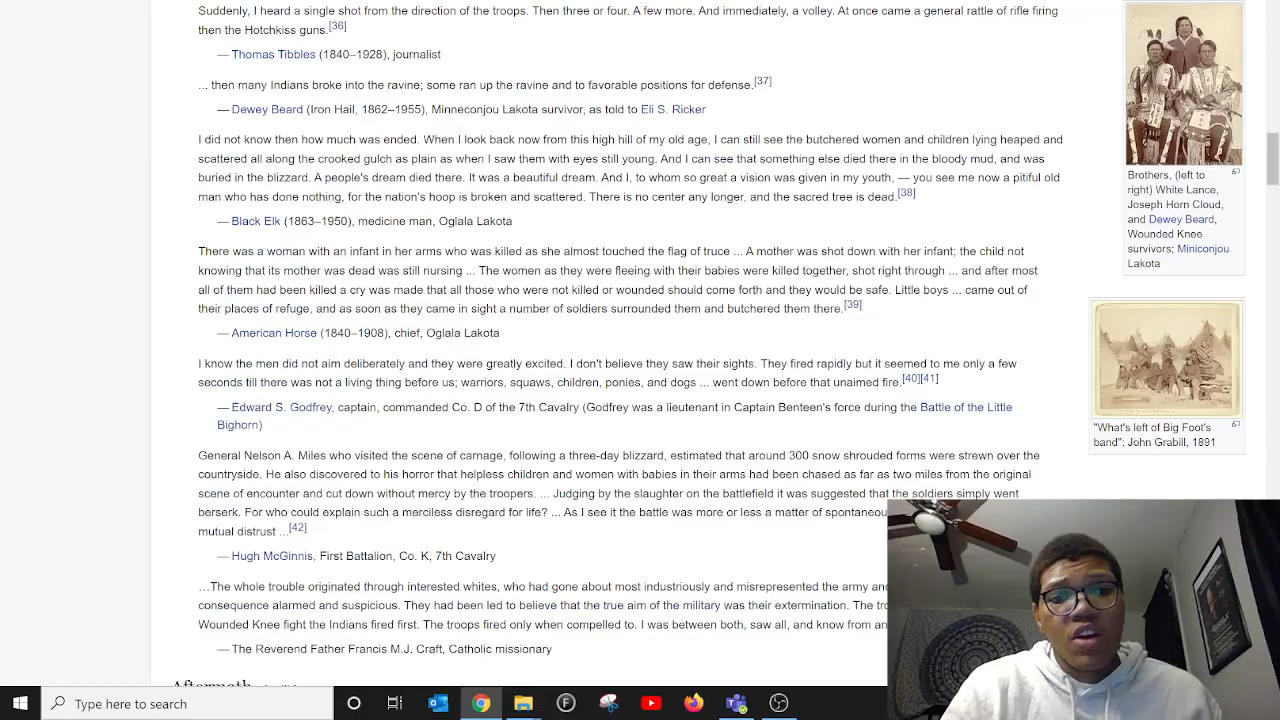 Suddenly, I heard a single shot from the direction of the troops. Then three or four. A few more. And immediately, a volley. At once came a general rattle of rifle firing
then the Hotchkiss guns.[36]
— Thomas Tibbles (1840–1928), journalist
... then many Indians broke into the ravine; some ran up the ravine and to favorable positions for defense.[37]
— Dewey Beard (Iron Hail, 1862–1955), Minneconjou Lakota survivor, as told to Eli S. Ricker
I did not know then how much was ended. When I look back now from this high hill of my old age, I can still see the butchered women and children lying heaped and
scattered all along the crooked gulch as plain as when I saw them with eyes still young. And I can see that something else died there in the bloody mud, and was
buried in the blizzard. A people's dream died there. It was a beautiful dream. And I, to whom so great a vision was given in my youth, — you see me now a pitiful old
man who has done nothing, for the nation's hoop is broken and scattered. There is no center any longer, and the sacred tree is dead.[38]
— Black Elk (1863–1950), medicine man, Oglala Lakota
There was a woman with an infant in her arms who was killed as she almost touched the flag of truce ... A mother was shot down with her infant; the child not
knowing that its mother was dead was still nursing ... The women as they were fleeing with their babies were killed together, shot right through ... and after most
all of them had been killed a cry was made that all those who were not killed or wounded should come forth and they would be safe. Little boys ... came out of
their places of refuge, and as soon as they came in sight a number of soldiers surrounded them and butchered them there.[39]
— American Horse (1840–1908), chief, Oglala Lakota
I know the men did not aim deliberately and they were greatly excited. I don't believe they saw their sights. They fired rapidly but it seemed to me only a few
seconds till there was not a living thing before us; warriors, squaws, children, ponies, and dogs ... went down before that unaimed fire.[40][41]
— Edward S. Godfrey, captain, commanded Co. D of the 7th Cavalry (Godfrey was a lieutenant in Captain Benteen's force during the Battle of the Little
Bighorn)
General Nelson A. Miles who visited the scene of carnage, following a three-day blizzard, estimated that around 300 snow shrouded forms were strewn over the
countryside. He also discovered to his horror that helpless children and women with babies in their arms had been chased as far as two miles from the original
scene of encounter and cut down without mercy by the troopers. ... Judging by the slaughter on the battlefield it was suggested that the soldiers simply went
berserk. For who could explain such a merciless disregard for life? ... As I see it the battle was more or less a matter of spontaneou
mutual distrust ...[42]
— Hugh McGinnis, First Battalion, Co. K, 7th Cavalry
…The whole trouble originated through interested whites, who had gone about most industriously and misrepresented the army and
consequence alarmed and suspicious. They had been led to believe that the true aim of the military was their extermination. The tro
Wounded Knee fight the Indians fired first. The troops fired only when compelled to. I was between both, saw all, and know from an
— The Reverend Father Francis M.J. Craft, Catholic missionary
Aftermath
Brothers, (left to
right) White Lance,
Joseph Horn Cloud,
and Dewey Beard,
Wounded Knee
survivors; Miniconjou
Lakota
"What's left of Big Foot's
band": John Grabill, 1891
Type here to search